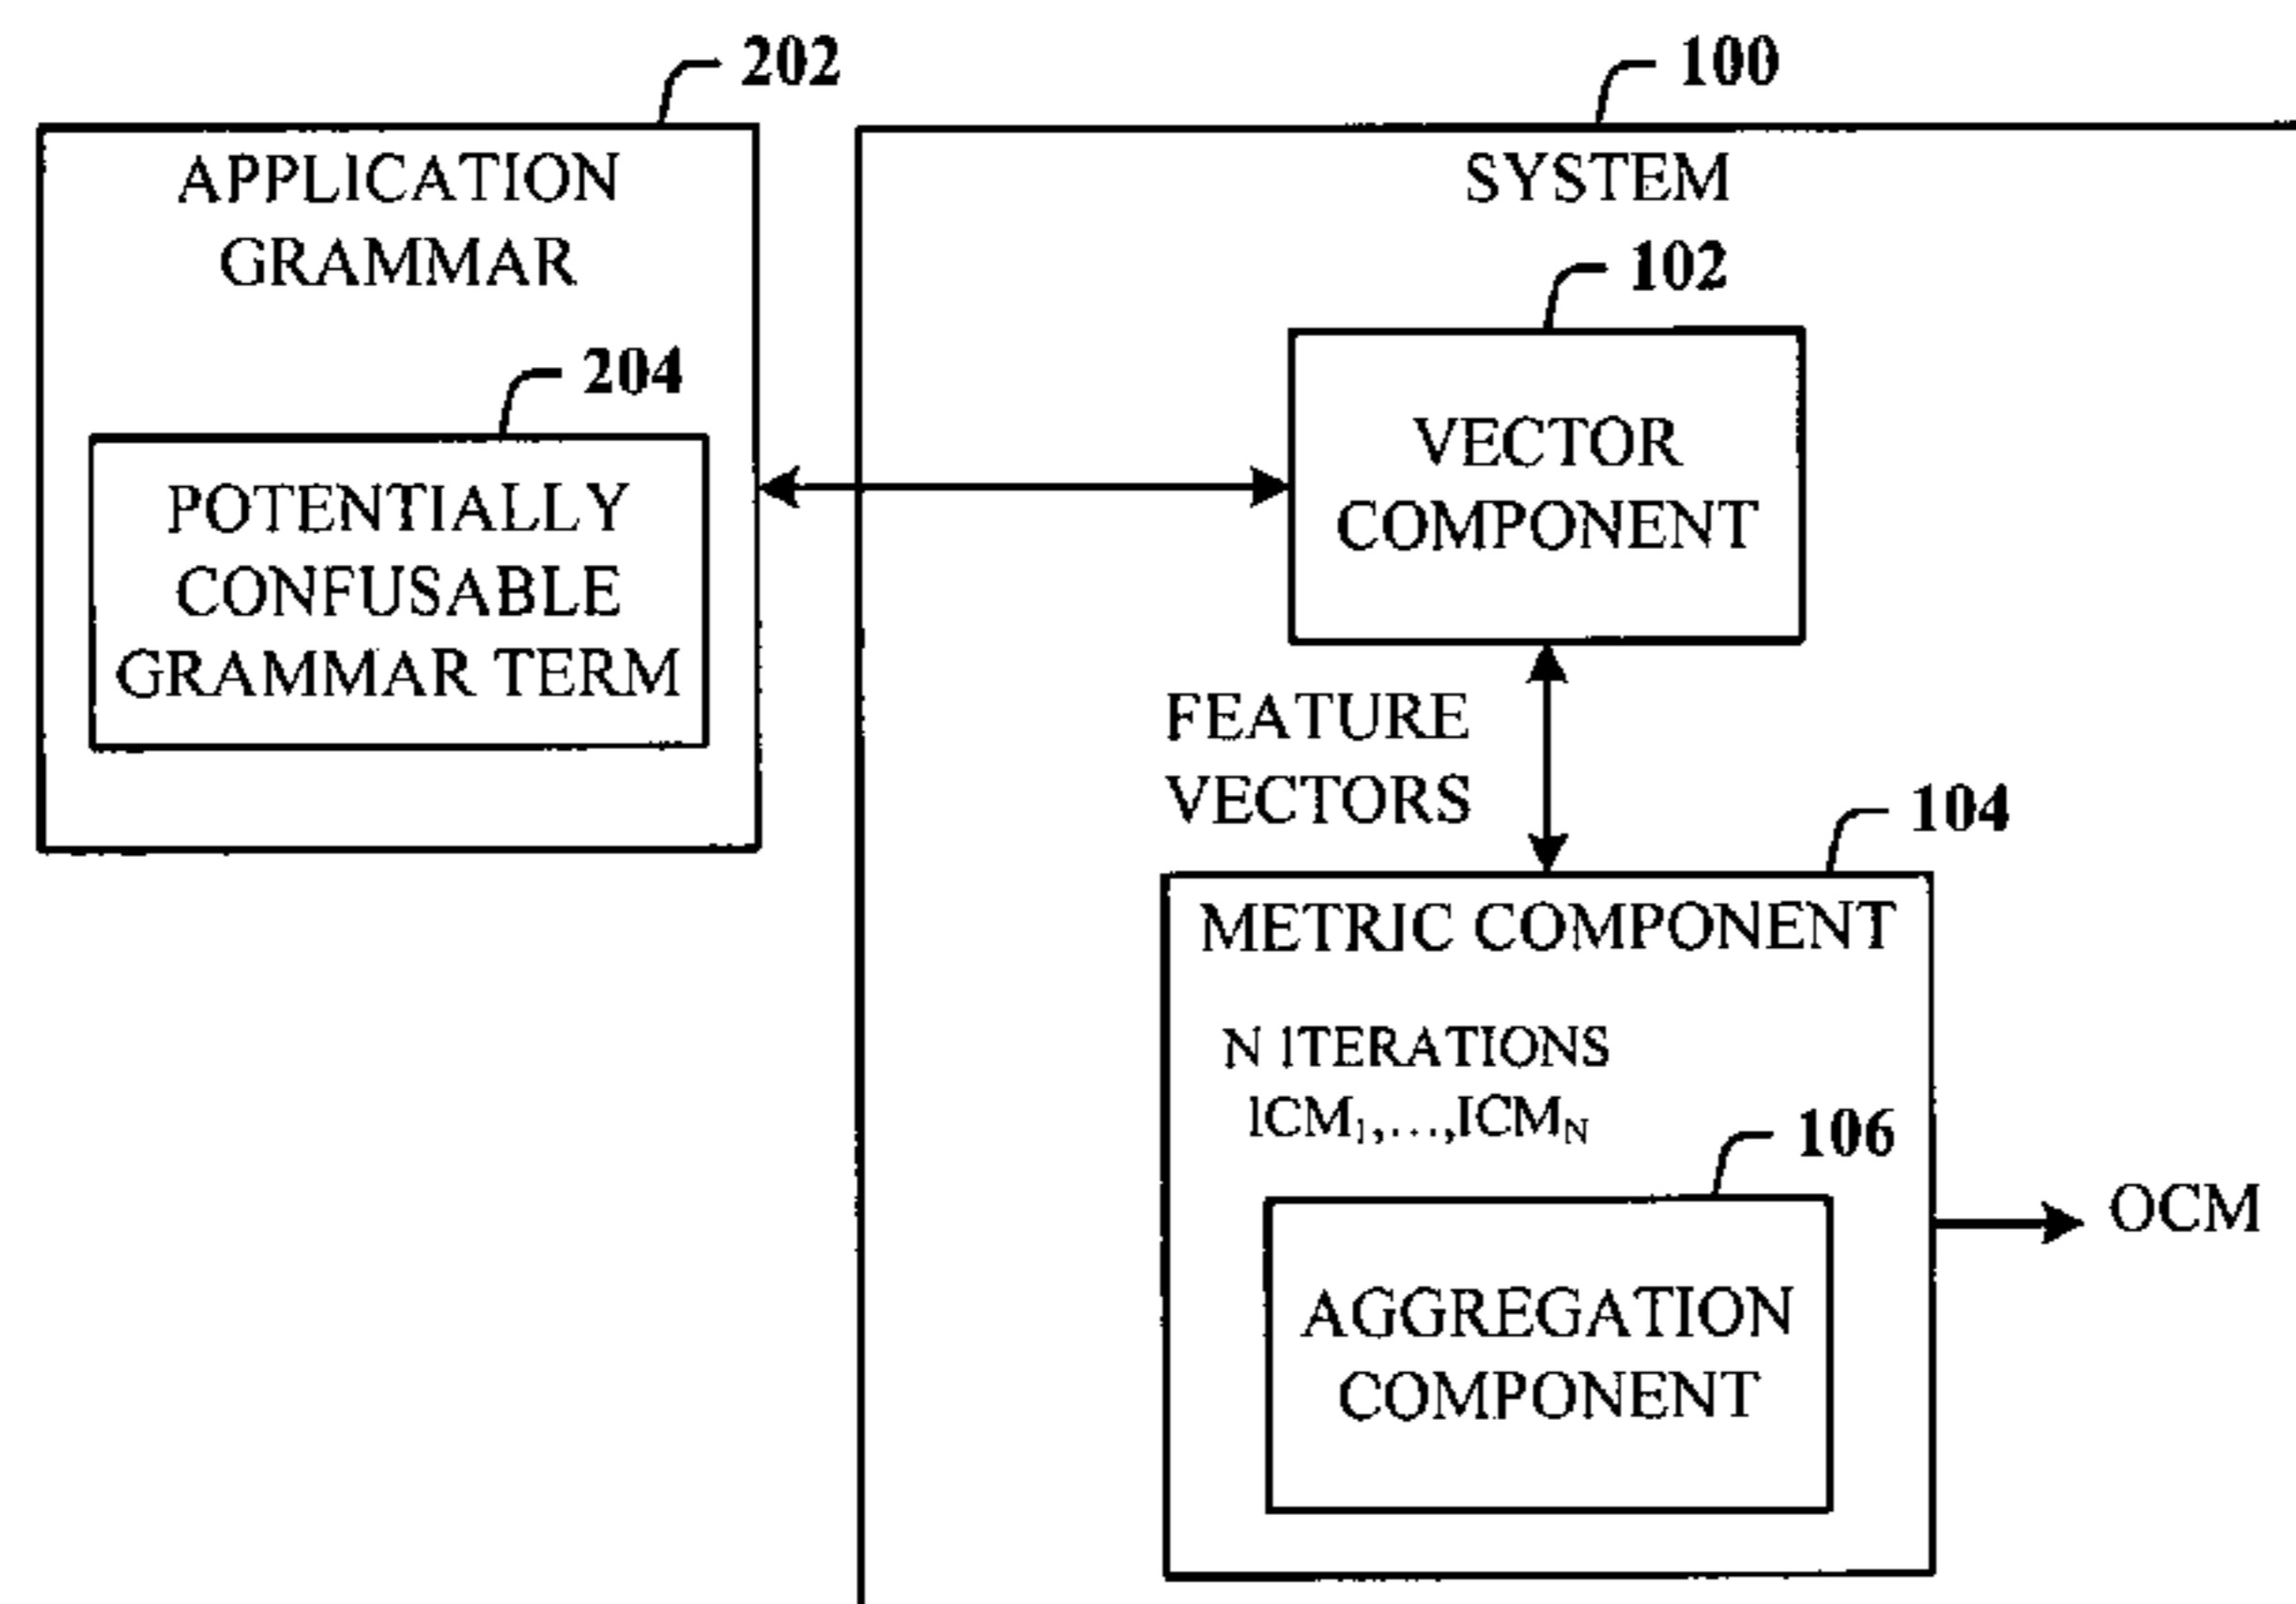 202
APPLICATION
GRAMMAR
204
POTENTIALLY
CONFUSABLE
GRAMMAR TERM
100
SYSTEM
102
VECTOR
COMPONENT
FEATURE
VECTORS
104
METRIC COMPONENT
N ITERATIONS
ICM₁,...,ICMN
106
AGGREGATION
COMPONENT
OCM